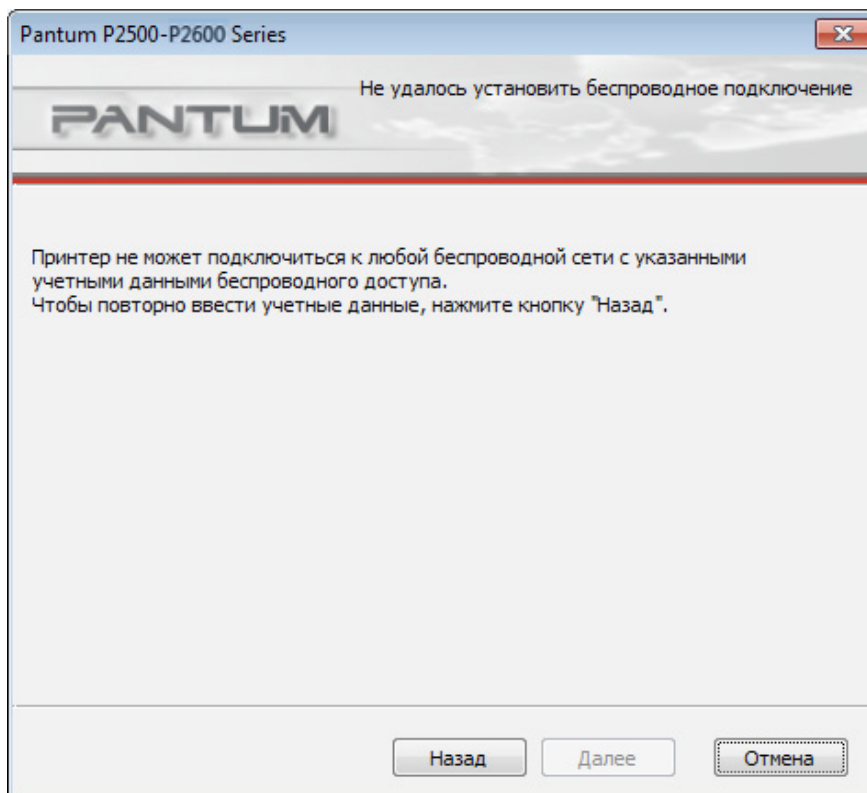 Pantum P2500-P2600 Series
Не удалось установить беспроводное подключение
PANTUM
Принтер не может подключиться к любой беспроводной сети с указанными
учетными данными беспроводного доступа.
Чтобы повторно ввести учетные данные, нажмите кнопку "Назад".
Назад
Далее
Отмена